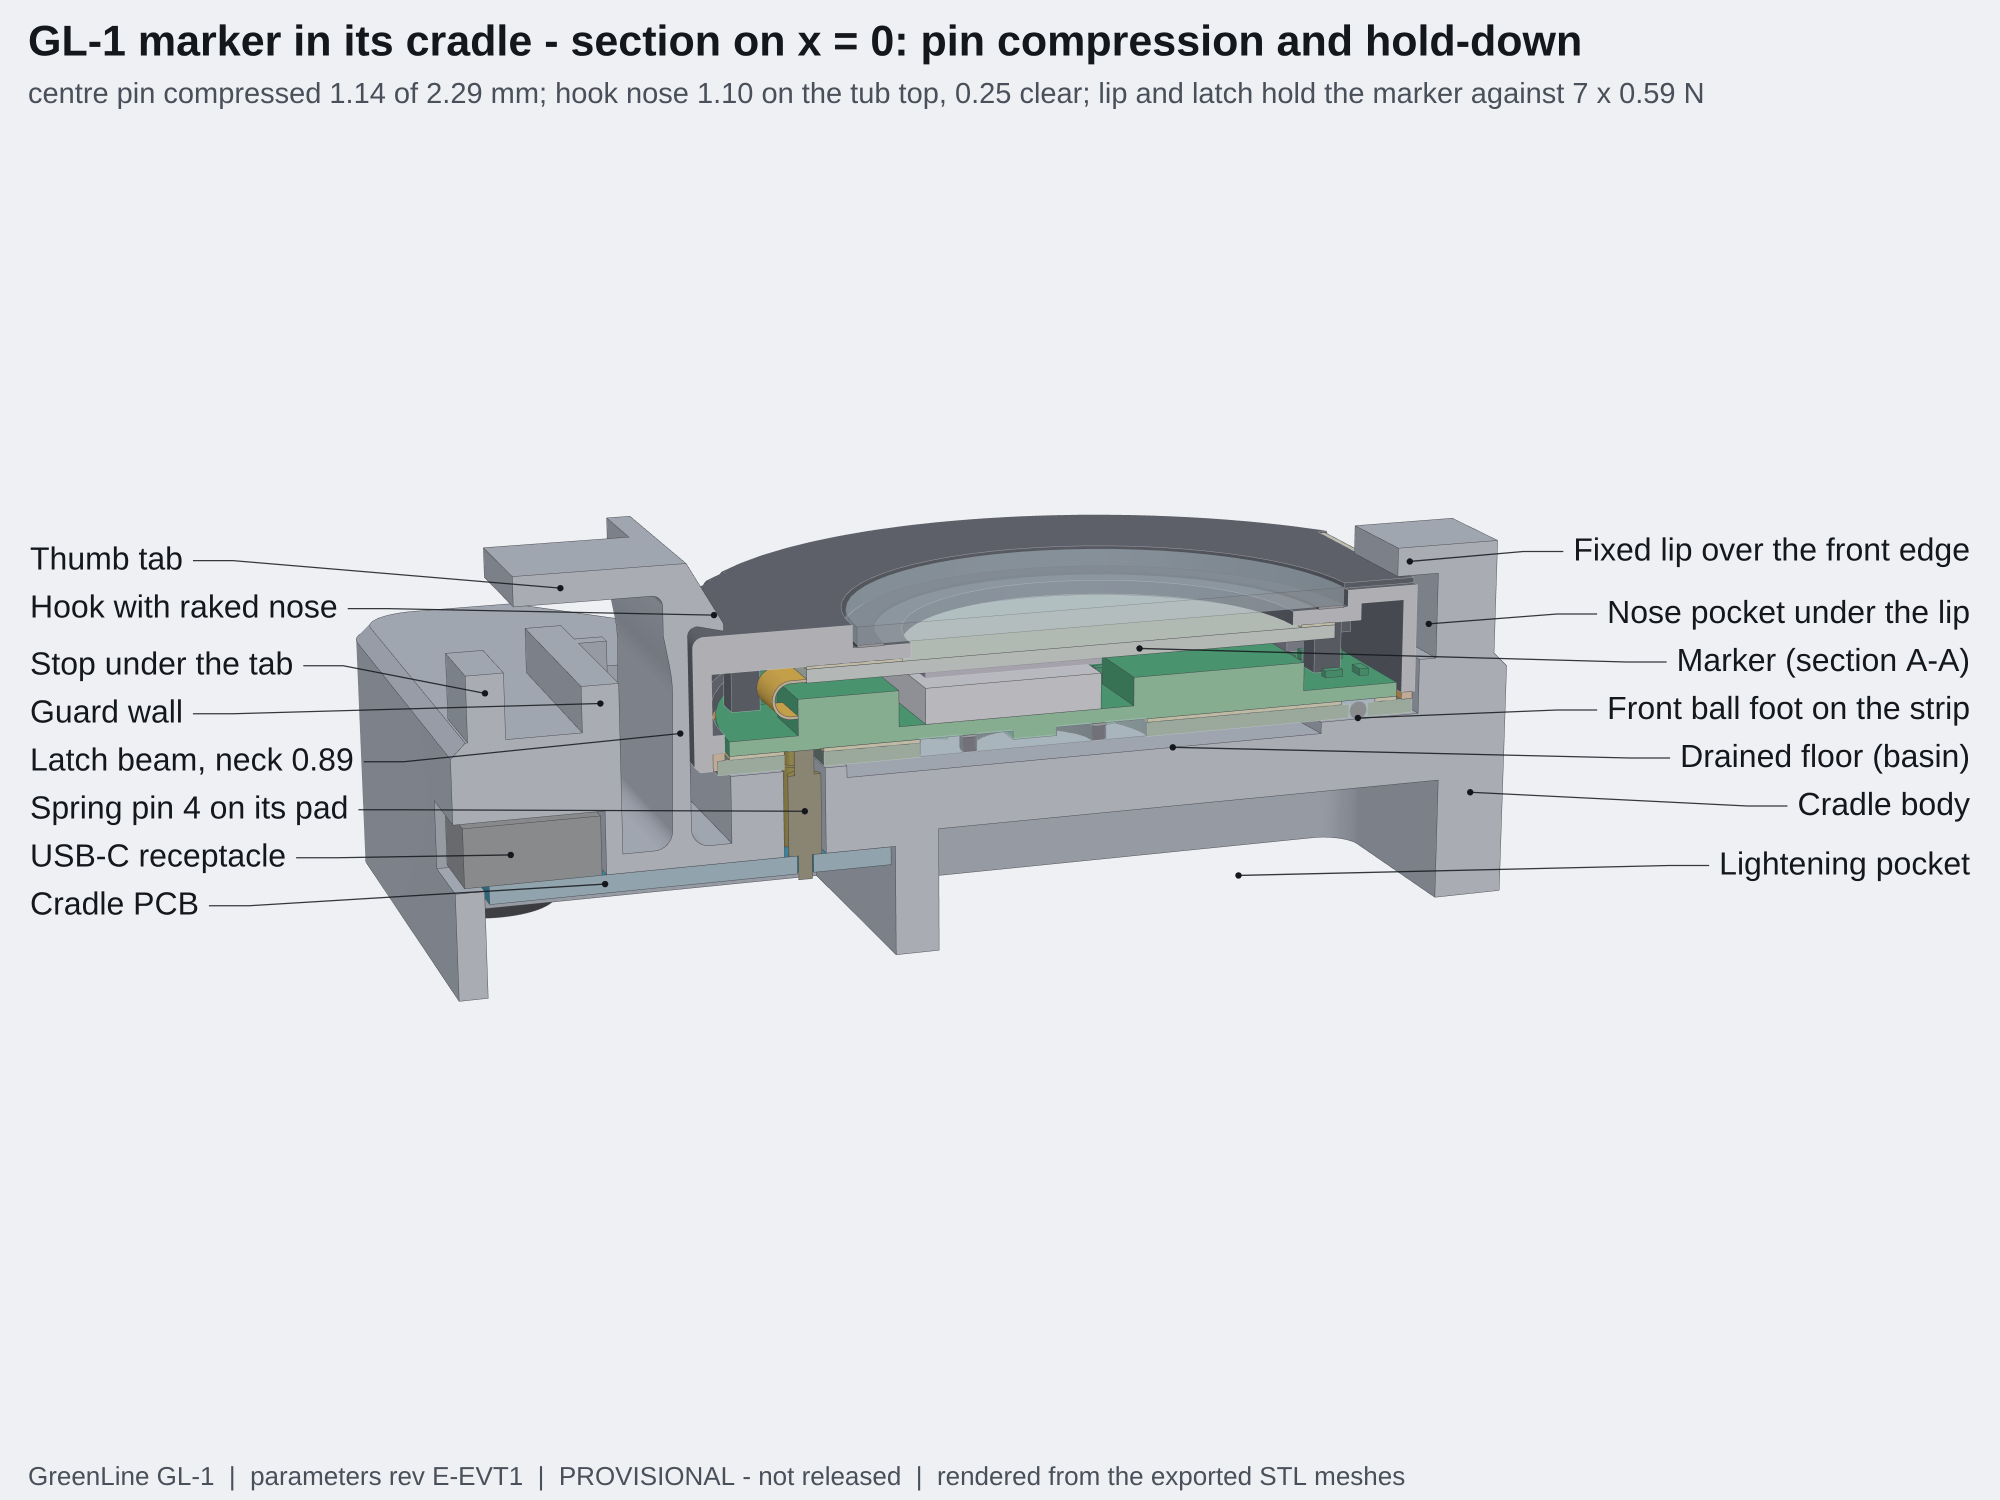 GL-1 marker in its cradle - section on x = 0: pin compression and hold-down
centre pin compressed 1.14 of 2.29 mm; hook nose 1.10 on the tub top, 0.25 clear; lip and latch hold the marker against 7 x 0.59 N
Thumb tab
Hook with raked nose
Stop under the tab
Guard wall
Latch beam, neck 0.89
Spring pin 4 on its pad
USB-C receptacle
Cradle PCB
Fixed lip over the front edge
Nose pocket under the lip
Marker (section A-A)
Front ball foot on the strip
Drained floor (basin)
Cradle body
Lightening pocket
GreenLine GL-1 | parameters rev E-EVT1 | PROVISIONAL - not released | rendered from the exported STL meshes